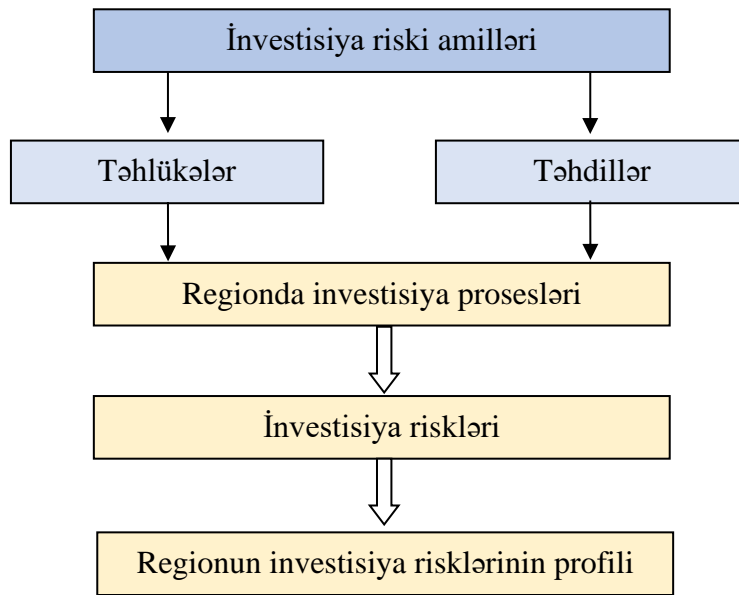 İnvestisiya riski amilləri
Təhlükələr
Təhdillər
Regionda investisiya prosesləri
İnvestisiya riskləri
Regionun investisiya risklərinin profili